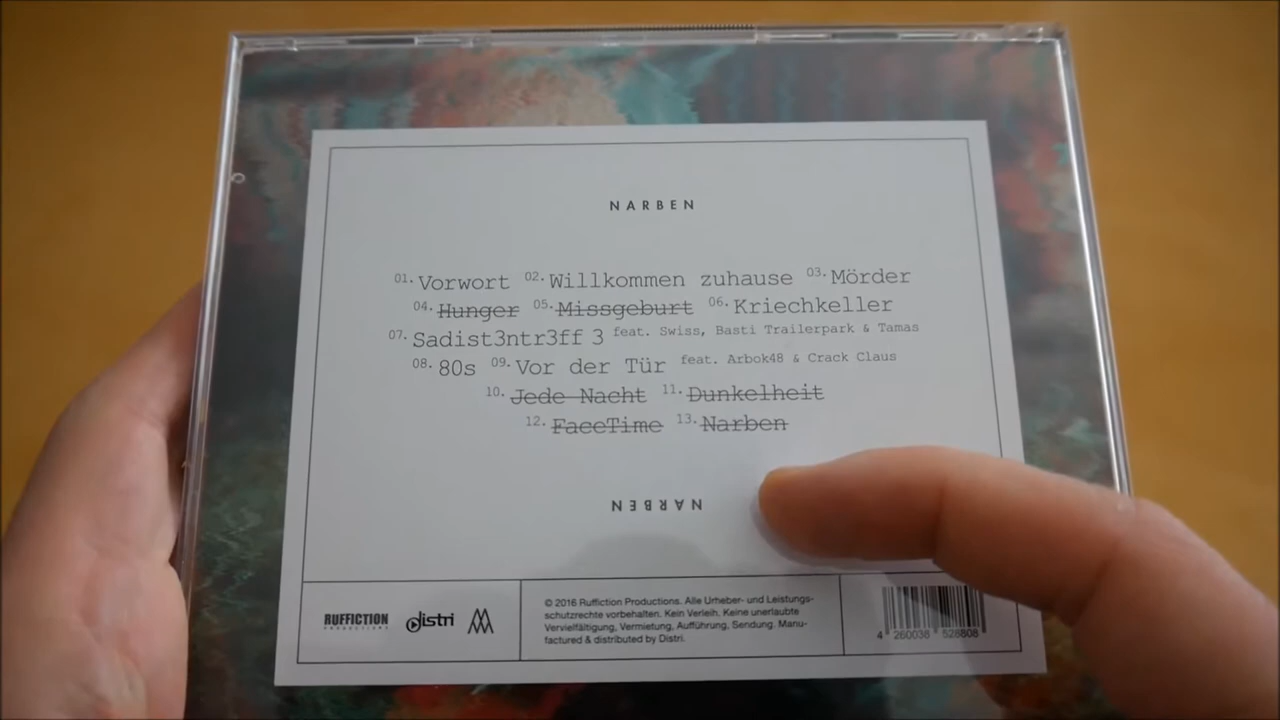 NARBEN
01. Vorwort 02. Willkommen zuhause 03. Mörder
04. Hunger 05. Missgeburt 06. Kriechkeller
07. Sadist3ntr3ff 3 feat. Swiss, Basti Trailerpark & Tamas
08. 80s 09. Vor der Tür feat. Arbok48 & Crack Claus
10. Jede Nacht 11. Dunkelheit
12. FaceTime 13. Narben
NARBEN
RUFFICTION
PRODUCTIONS
distri
© 2016 Ruffiction Productions. Alle Urheber- und Leistungs-
schutzrechte vorbehalten. Kein Verleih. Keine unerlaubte
Vervielfältigung, Vermietung, Aufführung, Sendung. Manu-
factured & distributed by Distri.
4 260038 528808